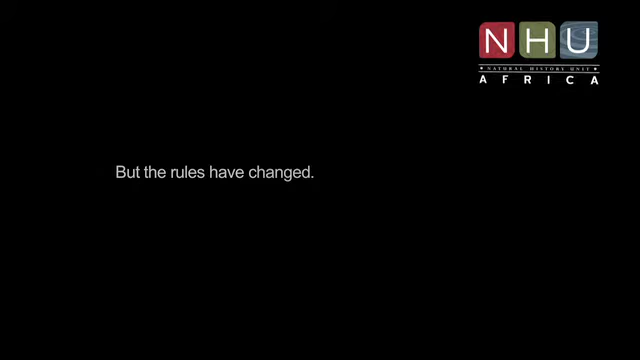 NHU
• NATURAL HISTORY UNIT •
AFRICA
But the rules have changed.